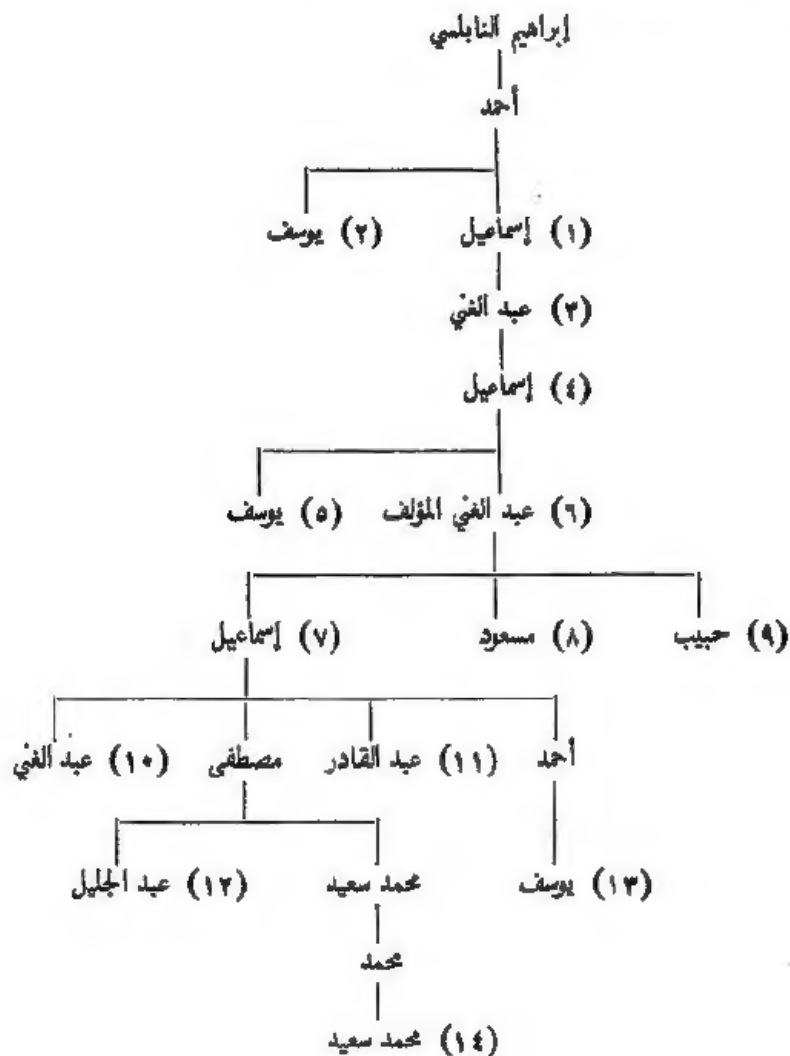 إبراهيم النابلسي
أحمد
(١) إسماعيل (٢) يوسف
(٣) عبد الغني
(٤) إسماعيل
(٦) عبد الغني المؤلف (٥) يوسف
(٩) حبيب (٨) مسعود (٧) إسماعيل
أحمد (١١) عبد القادر مصطفى (١٠) عبد الغني
(١٣) يوسف محمد سعيد (١٢) عبد الجليل
محمد
(١٤) محمد سعيد